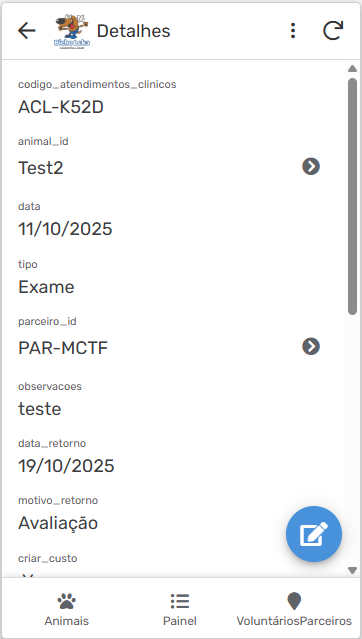 Detalhes
codigo_atendimentos_clinicos
ACL-K52D
animal_id
Test2
data
11/10/2025
tipo
Exame
parceiro_id
PAR-MCTF
observacoes
teste
data_retorno
19/10/2025
motivo_retorno
Avaliação
criar_custo
Animais
Painel
VoluntáriosParceiros